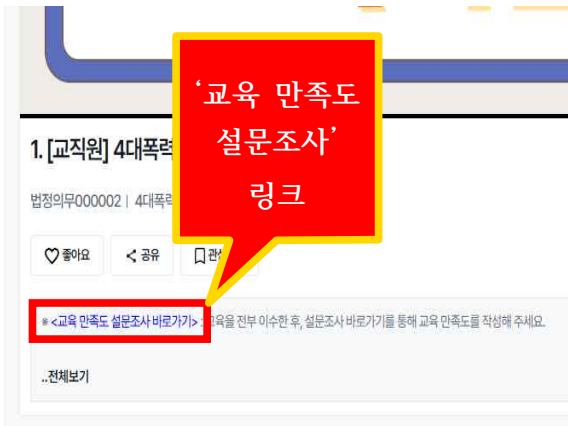 ‘교육 만족도
설문조사’
링크
1. [교직원] 4대폭력
법정의무000002 | 4대폭력
좋아요
공유
※ <교육 만족도 설문조사 바로가기> : 교육을 전부 이수한 후, 설문조사 바로가기를 통해 교육 만족도를 작성해 주세요.
..전체보기